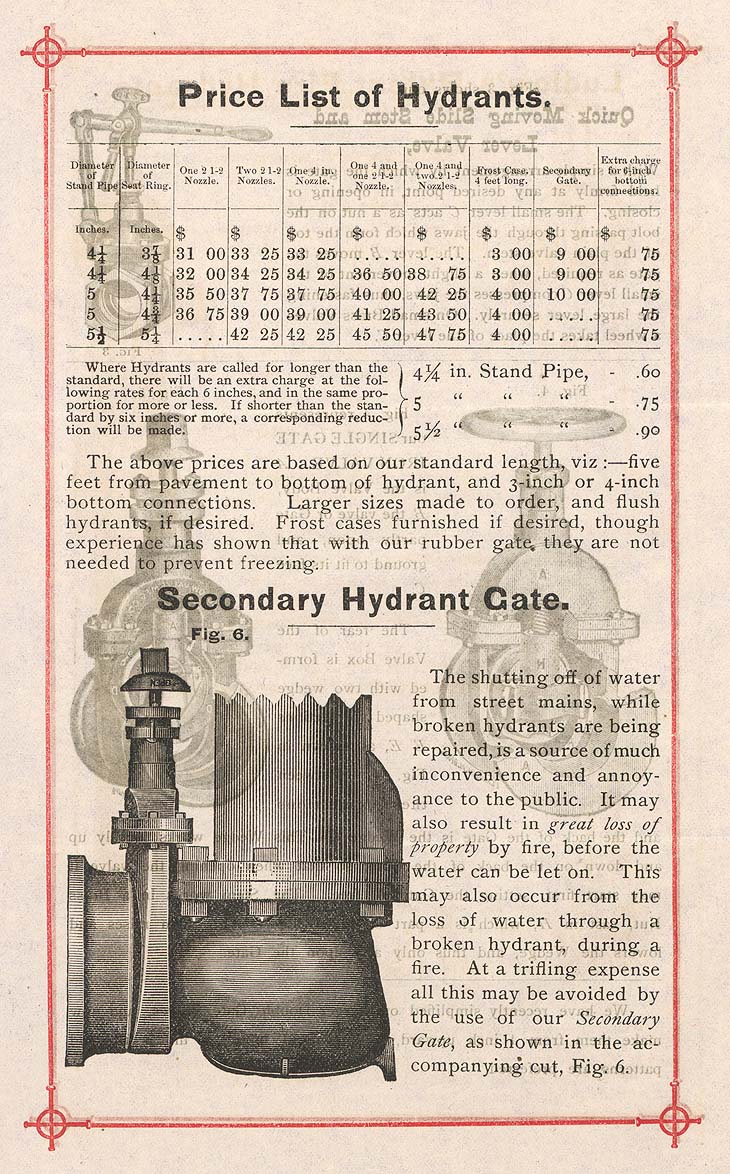 Price List of Hydrants.
Diameter of Stand Pipe | Diameter of Seat Ring. | One 2 1-2 Nozzle. | Two 2 1-2 Nozzles. | One 4 in. Nozzle. | One 4 and one 2 1-2 Nozzle. | One 4 and two 2 1-2 Nozzles. | Frost Case. 4 feet long. | Secondary Gate. | Extra charge for 6-inch bottom connections.
Inches. | Inches. | $ | $ | $ | $ | $ | $ | $ | $
4¼ | 3⅞ | 31 00 | 33 25 | 33 25 | ..... | ..... | 3 00 | 9 00 | 75
4¼ | 4⅛ | 32 00 | 34 25 | 34 25 | 36 50 | 38 75 | 3 00 | 9 00 | 75
5 | 4¼ | 35 50 | 37 75 | 37 75 | 40 00 | 42 25 | 4 00 | 10 00 | 75
5 | 4¾ | 36 75 | 39 00 | 39 00 | 41 25 | 43 50 | 4 00 | ..... | 75
5½ | 5¼ | ..... | 42 25 | 42 25 | 45 50 | 47 75 | 4 00 | ..... | 75
Where Hydrants are called for longer than the
standard, there will be an extra charge at the fol-
lowing rates for each 6 inches, and in the same pro-
portion for more or less. If shorter than the stan-
dard by six inches or more, a corresponding reduc-
tion will be made.
4¼ in. Stand Pipe, - .60
5 " " " - .75
5½ " " " - .90
The above prices are based on our standard length, viz :—five
feet from pavement to bottom of hydrant, and 3-inch or 4-inch
bottom connections. Larger sizes made to order, and flush
hydrants, if desired. Frost cases furnished if desired, though
experience has shown that with our rubber gate, they are not
needed to prevent freezing.
Secondary Hydrant Gate.
Fig. 6.
OPEN
The shutting off of water
from street mains, while
broken hydrants are being
repaired, is a source of much
inconvenience and annoy-
ance to the public. It may
also result in great loss of
property by fire, before the
water can be let on. This
may also occur from the
loss of water through a
broken hydrant, during a
fire. At a trifling expense
all this may be avoided by
the use of our Secondary
Gate, as shown in the ac-
companying cut, Fig. 6.